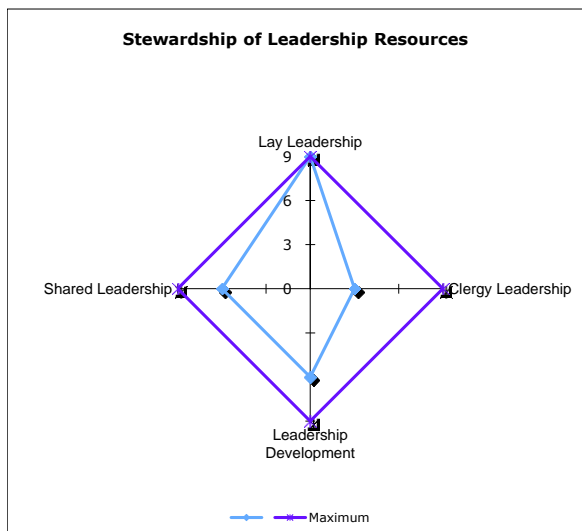 Stewardship of Leadership Resources
Lay Leadership
9
6
3
Shared Leadership
0
Clergy Leadership
Leadership
Development
Maximum